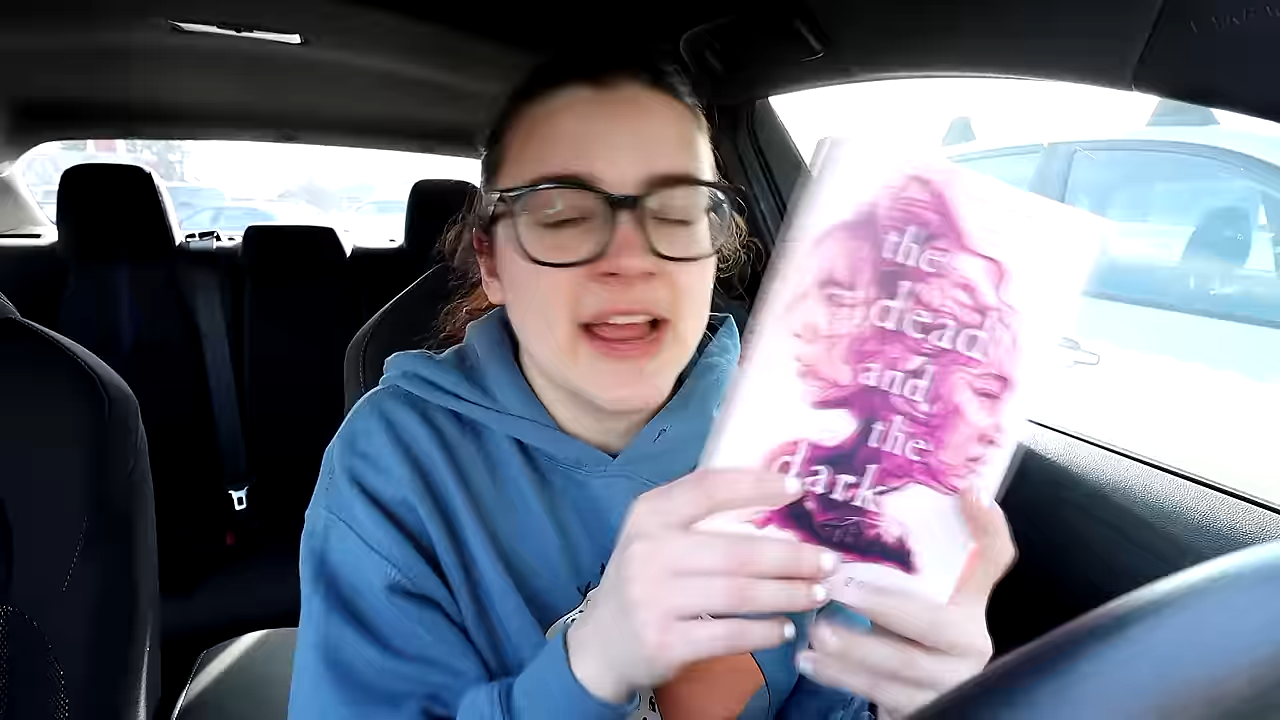 the
dead
and
the
dark